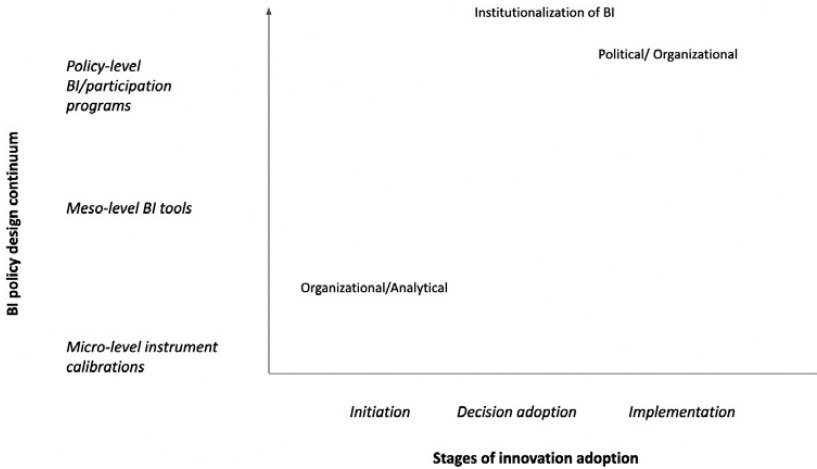 Institutionalization of BI
Political/ Organizational
Policy-level
BI/participation
programs
BI policy design continuum
Meso-level BI tools
Organizational/Analytical
Micro-level instrument
calibrations
Initiation
Decision adoption
Implementation
Stages of innovation adoption